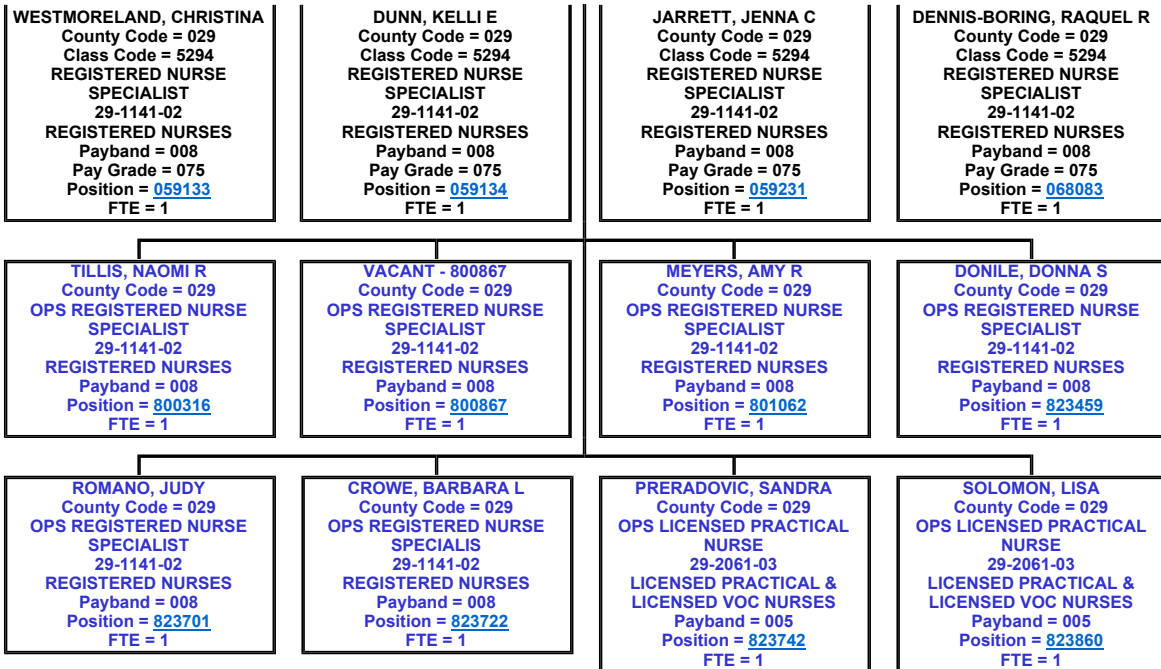 WESTMORELAND, CHRISTINA
County Code = 029
Class Code = 5294
REGISTERED NURSE
SPECIALIST
29-1141-02
REGISTERED NURSES
Payband = 008
Pay Grade = 075
Position = 059133
FTE = 1
DUNN, KELLI E
County Code = 029
Class Code = 5294
REGISTERED NURSE
SPECIALIST
29-1141-02
REGISTERED NURSES
Payband = 008
Pay Grade = 075
Position = 059134
FTE = 1
JARRETT, JENNA C
County Code = 029
Class Code = 5294
REGISTERED NURSE
SPECIALIST
29-1141-02
REGISTERED NURSES
Payband = 008
Pay Grade = 075
Position = 059231
FTE = 1
DENNIS-BORING, RAQUEL R
County Code = 029
Class Code = 5294
REGISTERED NURSE
SPECIALIST
29-1141-02
REGISTERED NURSES
Payband = 008
Pay Grade = 075
Position = 068083
FTE = 1
TILLIS, NAOMI R
County Code = 029
OPS REGISTERED NURSE
SPECIALIST
29-1141-02
REGISTERED NURSES
Payband = 008
Position = 800316
FTE = 1
VACANT - 800867
County Code = 029
OPS REGISTERED NURSE
SPECIALIST
29-1141-02
REGISTERED NURSES
Payband = 008
Position = 800867
FTE = 1
MEYERS, AMY R
County Code = 029
OPS REGISTERED NURSE
SPECIALIST
29-1141-02
REGISTERED NURSES
Payband = 008
Position = 801062
FTE = 1
DONILE, DONNA S
County Code = 029
OPS REGISTERED NURSE
SPECIALIST
29-1141-02
REGISTERED NURSES
Payband = 008
Position = 823459
FTE = 1
ROMANO, JUDY
County Code = 029
OPS REGISTERED NURSE
SPECIALIST
29-1141-02
REGISTERED NURSES
Payband = 008
Position = 823701
FTE = 1
CROWE, BARBARA L
County Code = 029
OPS REGISTERED NURSE
SPECIALIS
29-1141-02
REGISTERED NURSES
Payband = 008
Position = 823722
FTE = 1
PRERADOVIC, SANDRA
County Code = 029
OPS LICENSED PRACTICAL
NURSE
29-2061-03
LICENSED PRACTICAL &
LICENSED VOC NURSES
Payband = 005
Position = 823742
FTE = 1
SOLOMON, LISA
County Code = 029
OPS LICENSED PRACTICAL
NURSE
29-2061-03
LICENSED PRACTICAL &
LICENSED VOC NURSES
Payband = 005
Position = 823860
FTE = 1